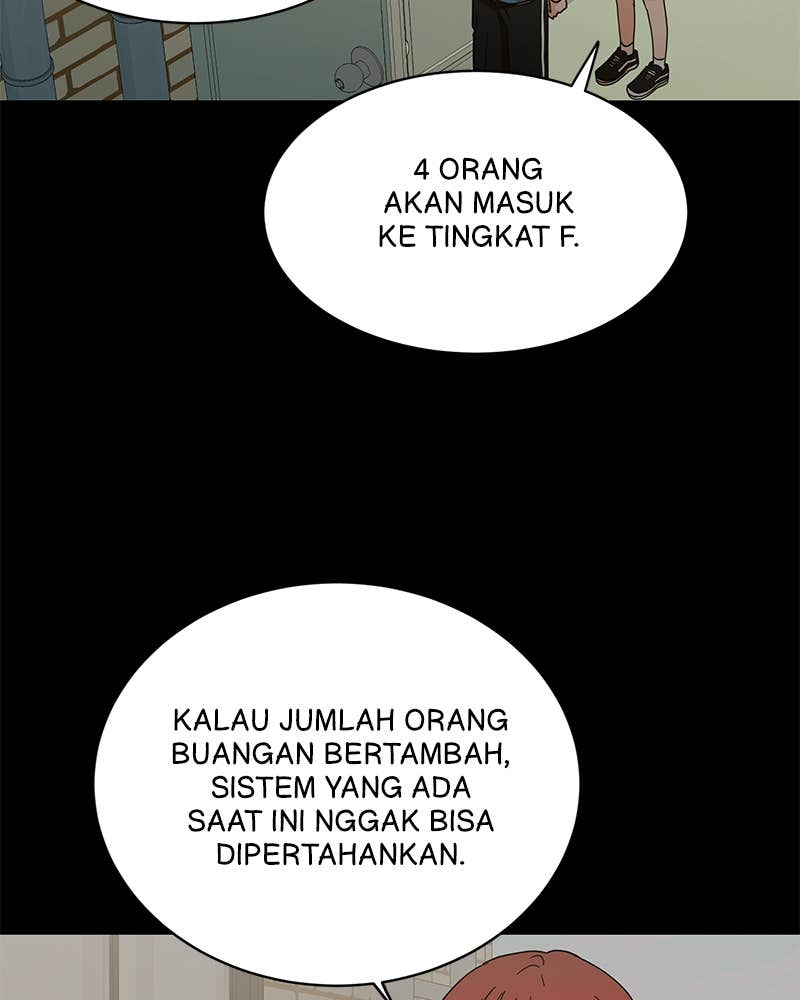 4 ORANG
AKAN MASUK
KE TINGKAT F.
KALAU JUMLAH ORANG
BUANGAN BERTAMBAH,
SISTEM YANG ADA
SAAT INI NGGAK BISA
DIPERTAHANKAN.